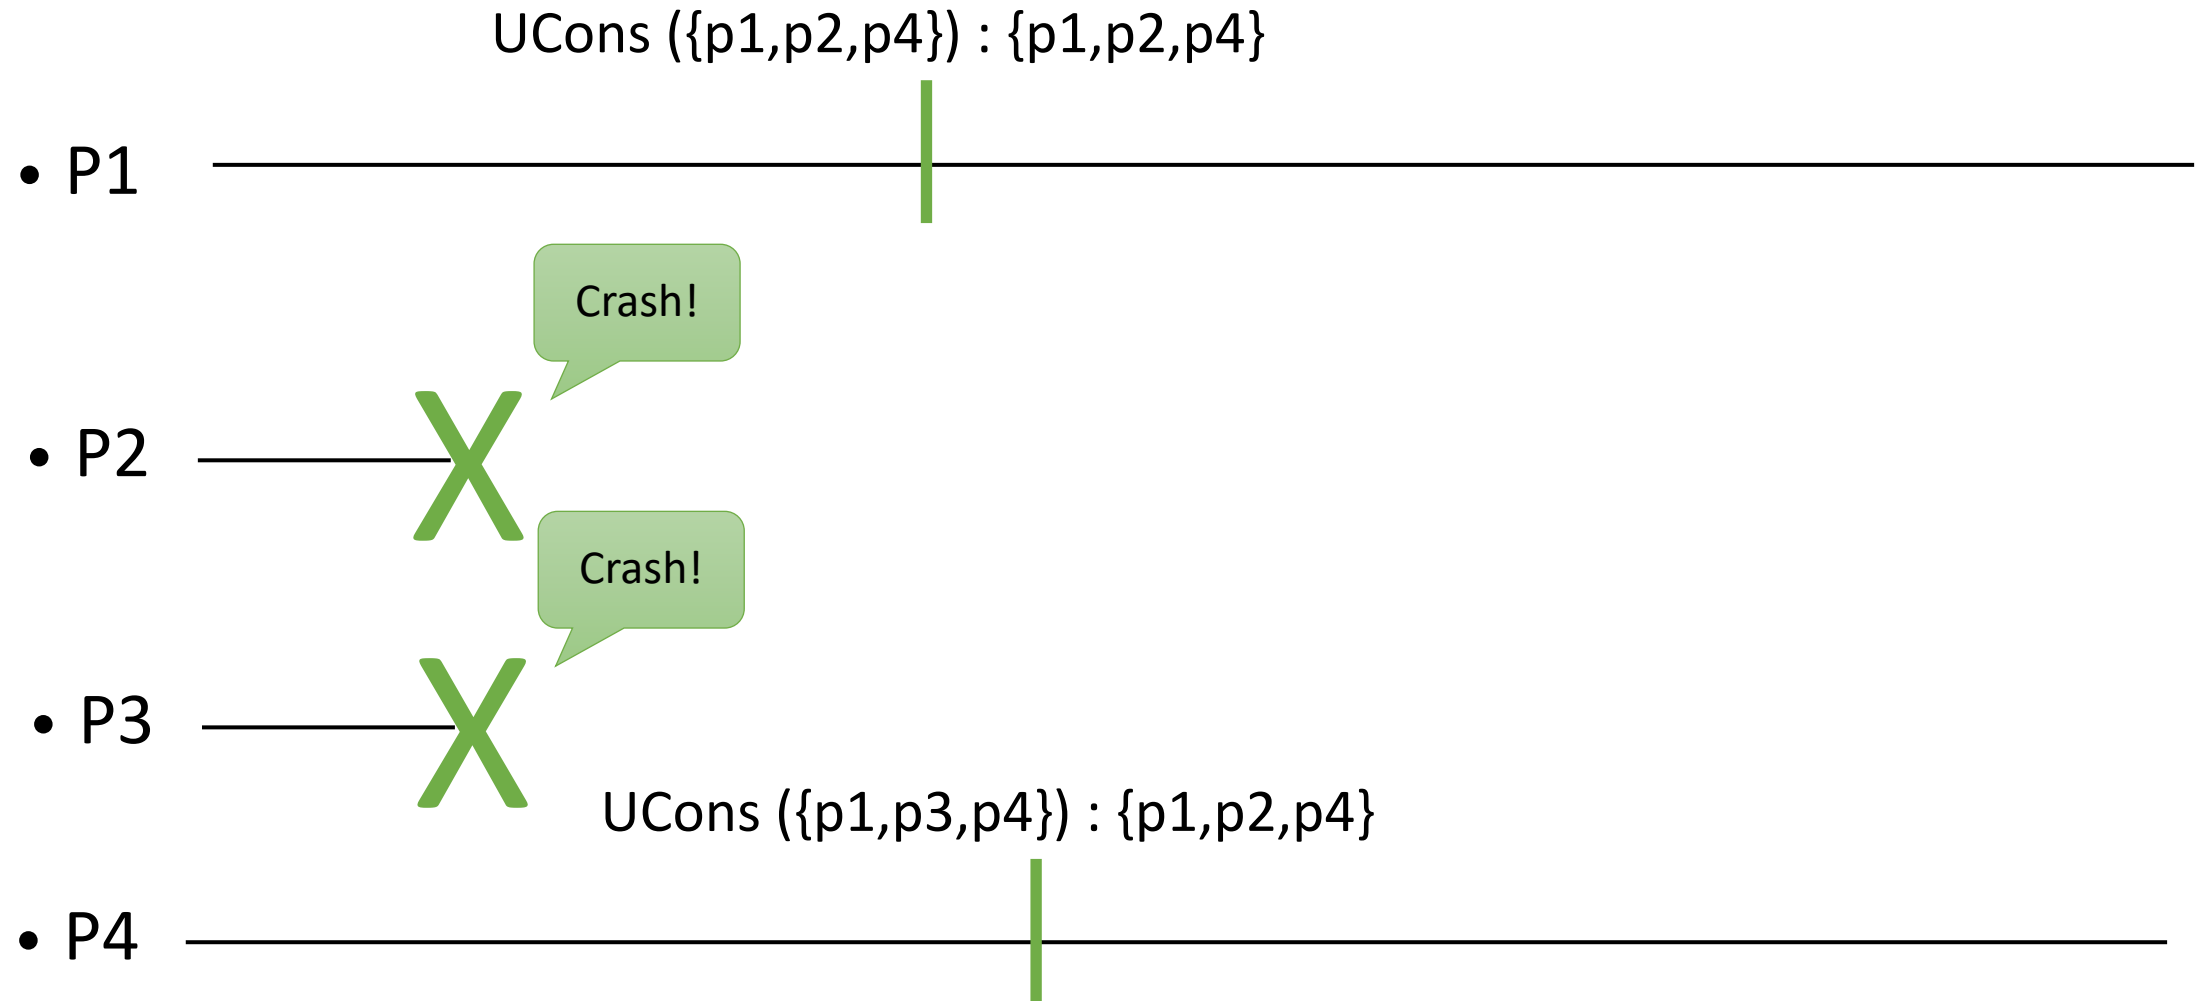 UCons ({p1,p2,p4}) : {p1,p2,p4}
• P1
Crash!
• P2
Crash!
• P3
UCons ({p1,p3,p4}) : {p1,p2,p4}
• P4